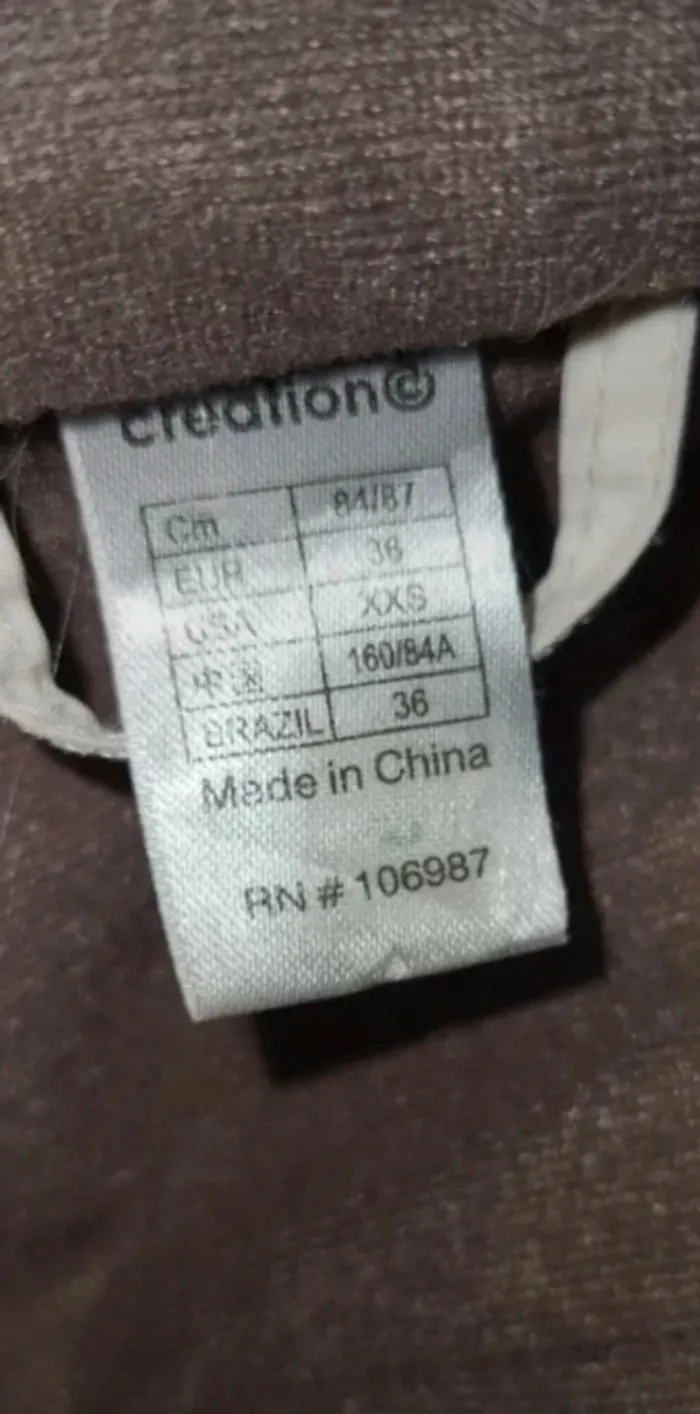 creation©
Cm 84/87
EUR 36
USA XXS
中国 160/84A
BRAZIL 36
Made in China
RN # 106987